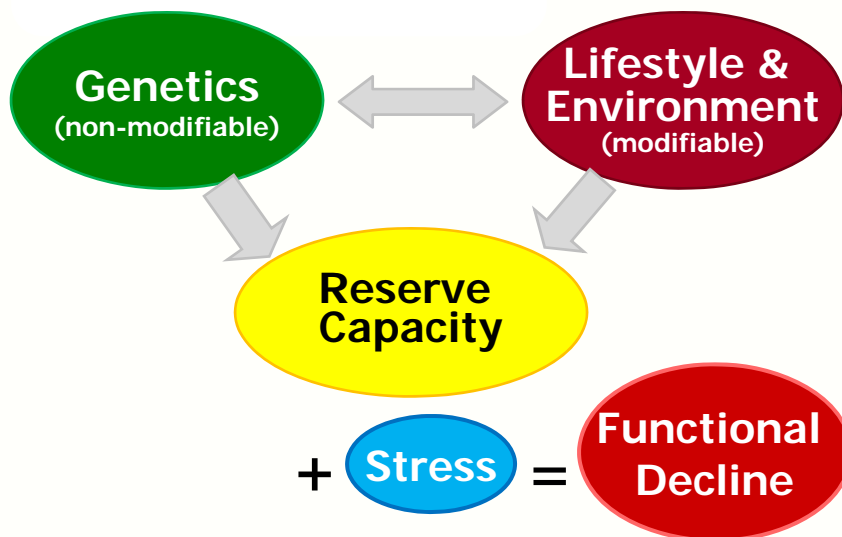 Genetics
(non-modifiable)
Lifestyle &
Environment
(modifiable)
Reserve
Capacity
+ Stress =
Functional
Decline